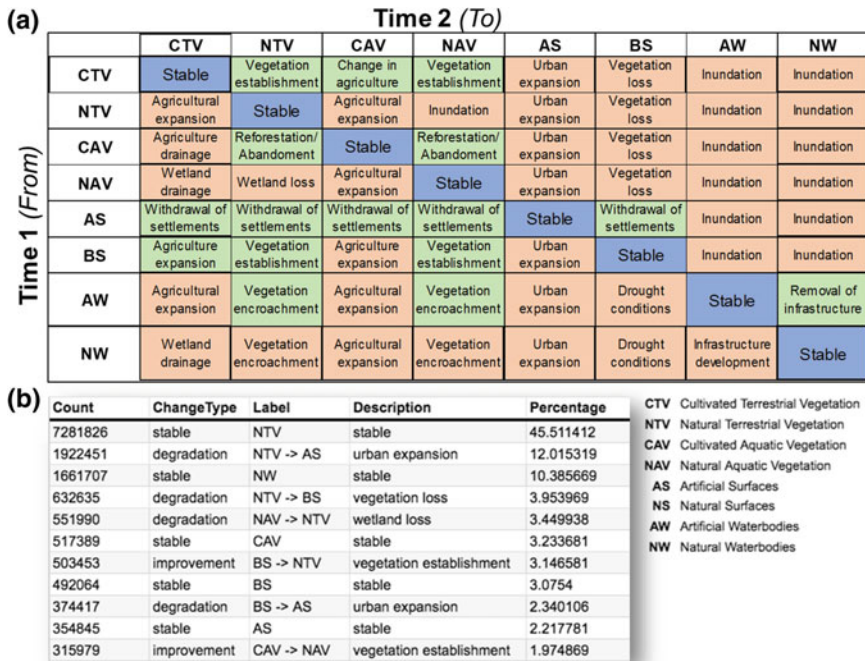 (a)
Time 2 (To)
CTV NTV CAV NAV AS BS AW NW
Time 1 (From)
CTV Stable Vegetation establishment Change in agriculture Vegetation establishment Urban expansion Vegetation loss Inundation Inundation
NTV Agricultural expansion Stable Agricultural expansion Inundation Urban expansion Vegetation loss Inundation Inundation
CAV Agriculture drainage Reforestation/ Abandoment Stable Reforestation/ Abandoment Urban expansion Vegetation loss Inundation Inundation
NAV Wetland drainage Wetland loss Agricultural expansion Stable Urban expansion Vegetation loss Inundation Inundation
AS Withdrawal of settlements Withdrawal of settlements Withdrawal of settlements Withdrawal of settlements Stable Withdrawal of settlements Inundation Inundation
BS Agriculture expansion Vegetation establishment Agriculture expansion Vegetation establishment Urban expansion Stable Inundation Inundation
AW Agricultural expansion Vegetation encroachment Agricultural expansion Vegetation encroachment Urban expansion Drought conditions Stable Removal of infrastructure
NW Wetland drainage Vegetation encroachment Agricultural expansion Vegetation encroachment Urban expansion Drought conditions Infrastructure development Stable
(b)
Count ChangeType Label Description Percentage
7281826 stable NTV stable 45.511412
1922451 degradation NTV -> AS urban expansion 12.015319
1661707 stable NW stable 10.385669
632635 degradation NTV -> BS vegetation loss 3.953969
551990 degradation NAV -> NTV wetland loss 3.449938
517389 stable CAV stable 3.233681
503453 improvement BS -> NTV vegetation establishment 3.146581
492064 stable BS stable 3.0754
374417 degradation BS -> AS urban expansion 2.340106
354845 stable AS stable 2.217781
315979 improvement CAV -> NAV vegetation establishment 1.974869
CTV Cultivated Terrestrial Vegetation
NTV Natural Terrestrial Vegetation
CAV Cultivated Aquatic Vegetation
NAV Natural Aquatic Vegetation
AS Artificial Surfaces
NS Natural Surfaces
AW Artificial Waterbodies
NW Natural Waterbodies